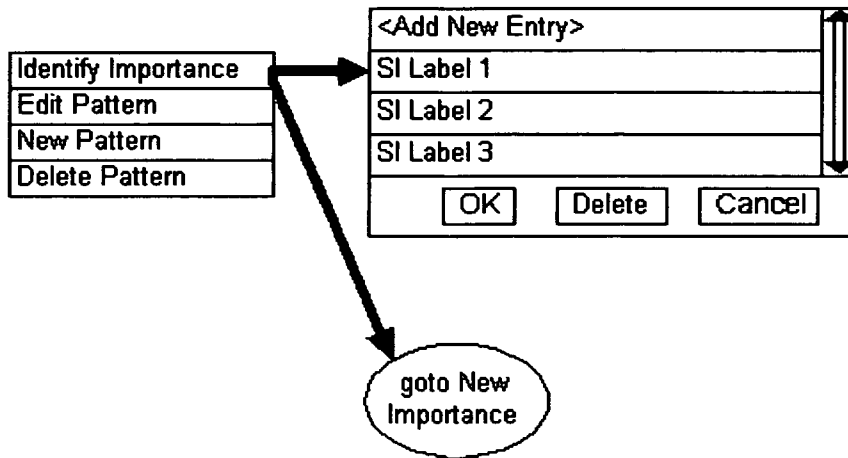 <Add New Entry>
SI Label 1
SI Label 2
SI Label 3
OK Delete Cancel
Identify Importance
Edit Pattern
New Pattern
Delete Pattern
goto New
Importance